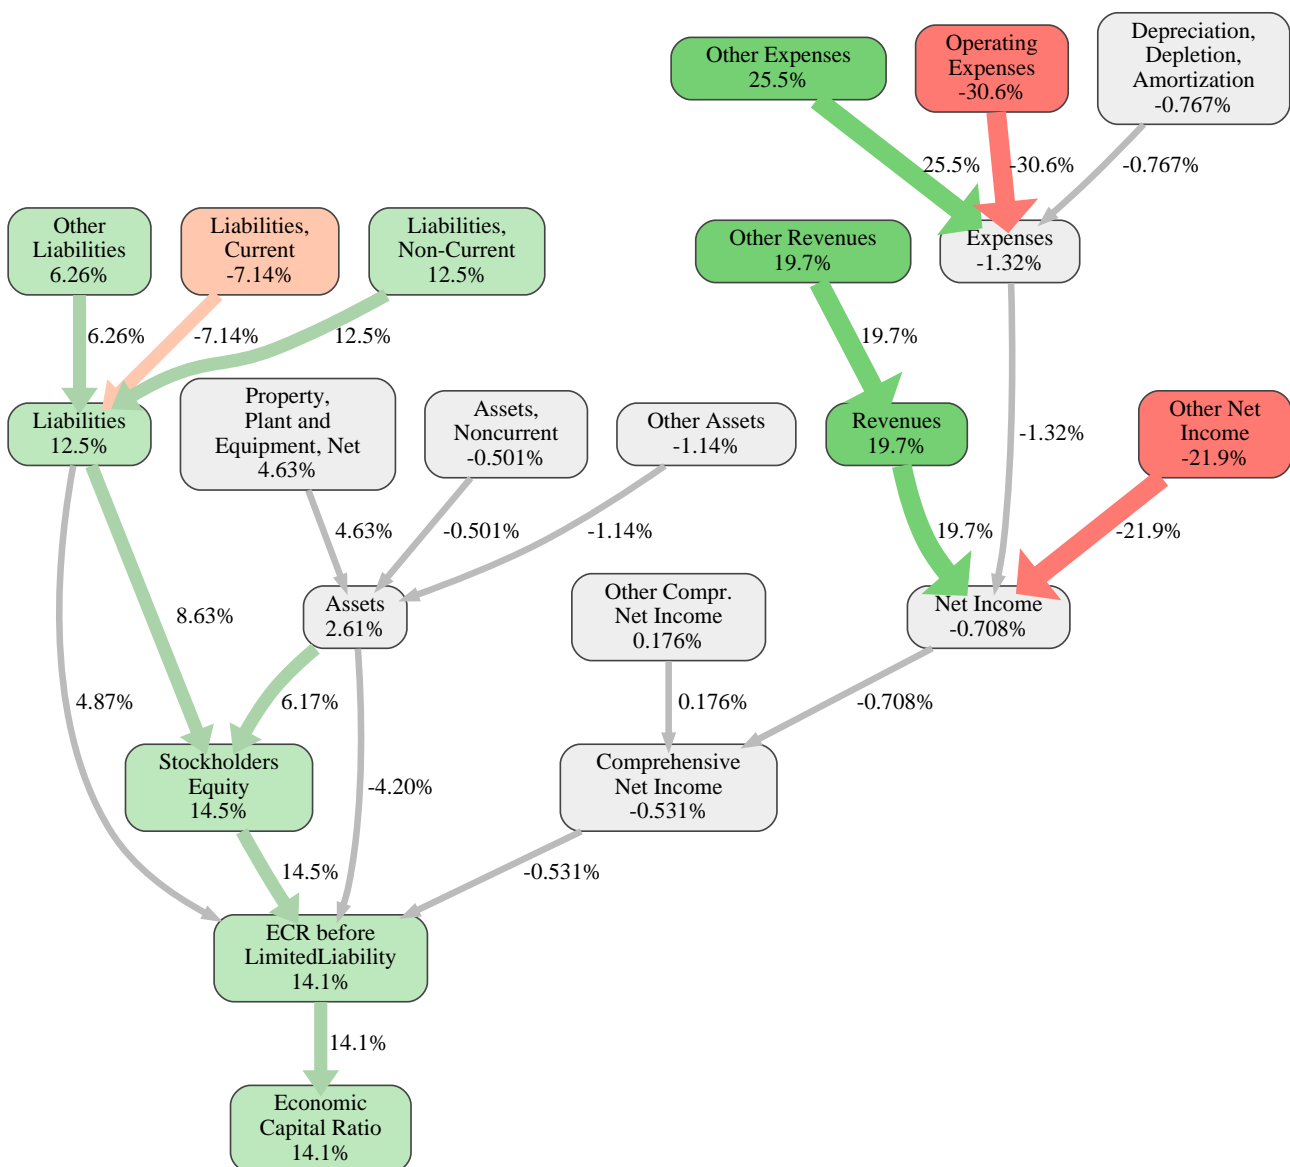 Other Expenses
25.5%
Operating
Expenses
-30.6%
Depreciation,
Depletion,
Amortization
-0.767%
25.5%
-30.6%
-0.767%
Other
Liabilities
6.26%
Liabilities,
Current
-7.14%
Liabilities,
Non-Current
12.5%
Other Revenues
19.7%
Expenses
-1.32%
6.26%
-7.14%
12.5%
19.7%
Liabilities
12.5%
Property,
Plant and
Equipment, Net
4.63%
Assets,
Noncurrent
-0.501%
Other Assets
-1.14%
Revenues
19.7%
-1.32%
Other Net
Income
-21.9%
4.63%
-0.501%
-1.14%
19.7%
-21.9%
8.63%
Assets
2.61%
Other Compr.
Net Income
0.176%
Net Income
-0.708%
4.87%
6.17%
0.176%
-0.708%
Stockholders
Equity
14.5%
-4.20%
Comprehensive
Net Income
-0.531%
14.5%
-0.531%
ECR before
LimitedLiability
14.1%
14.1%
Economic
Capital Ratio
14.1%